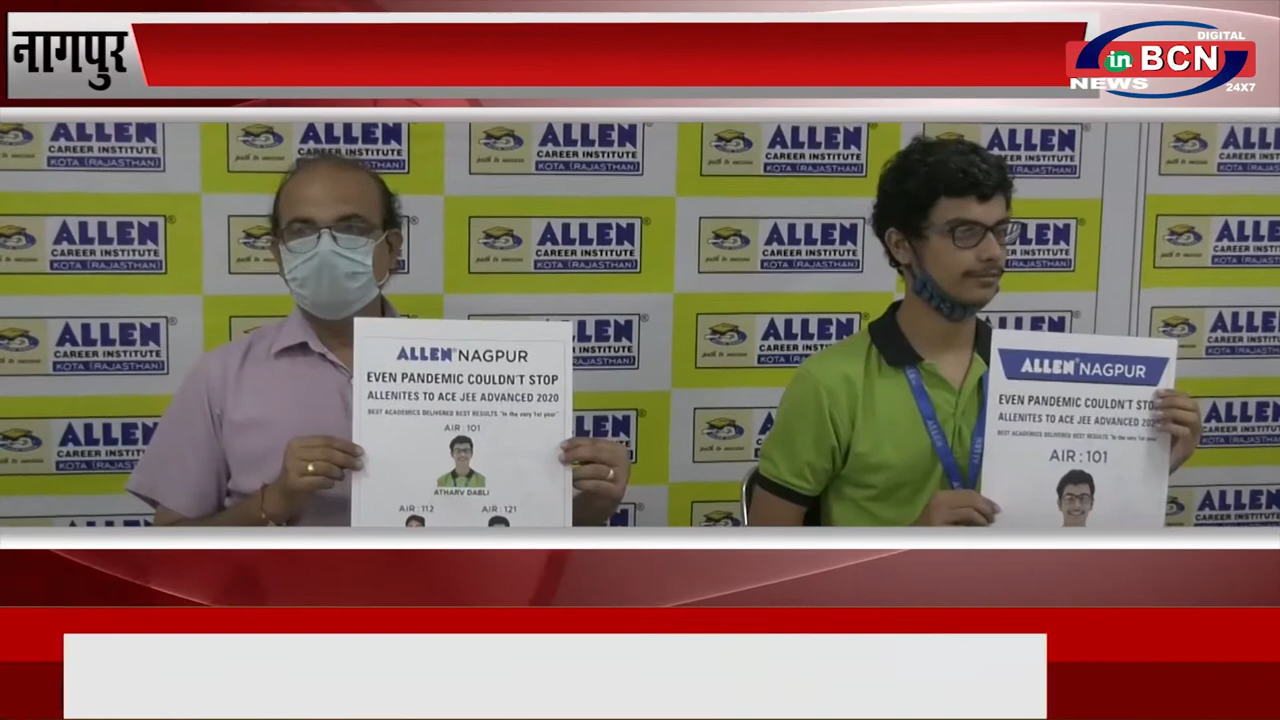 नागपुर
DIGITAL
in BCN
NEWS
24X7
ALLEN
CAREER INSTITUTE
KOTA (RAJASTHAN)
path to success
ALLEN® NAGPUR
EVEN PANDEMIC COULDN'T STOP
ALLENITES TO ACE JEE ADVANCED 2020
BEST ACADEMICS DELIVERED BEST RESULTS "In the very 1st year"
AIR : 101
ATHARV DABLI
AIR : 112
AIR : 121
ALLEN® NAGPUR
EVEN PANDEMIC COULDN'T STOP
ALLENITES TO ACE JEE ADVANCED
BEST ACADEMICS DELIVERED BEST RESULTS "In the very 1st
AIR : 101
ALLEN